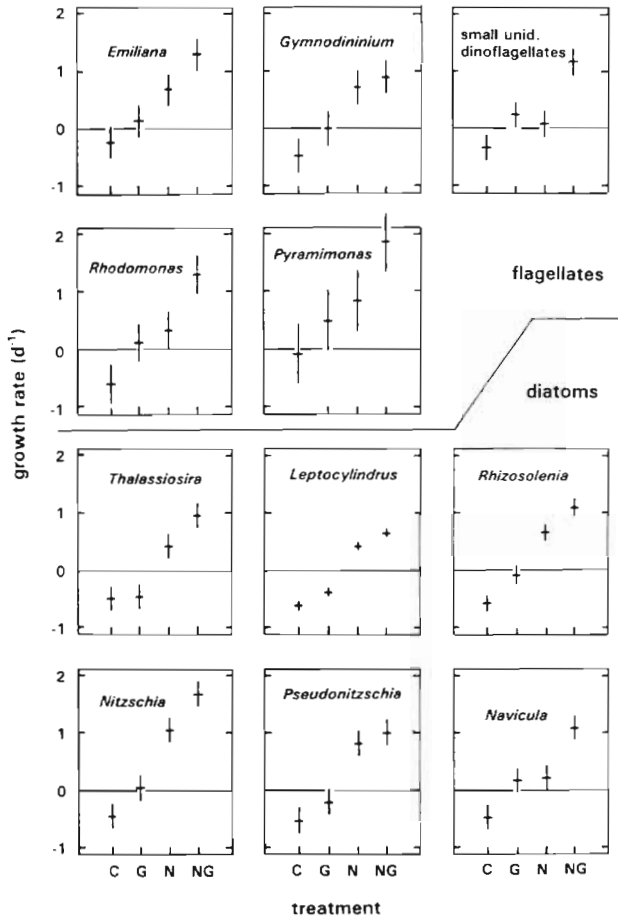 2
1
0
-1
Emiliana
Gymnodininium
small unid.
dinoflagellates
2
1
0
-1
Rhodomonas
Pyramimonas
flagellates
diatoms
growth rate (d⁻¹)
2
1
0
-1
Thalassiosira
Leptocylindrus
Rhizosolenia
2
1
0
-1
Nitzschia
Pseudonitzschia
Navicula
C G N NG
C G N NG
C G N NG
treatment